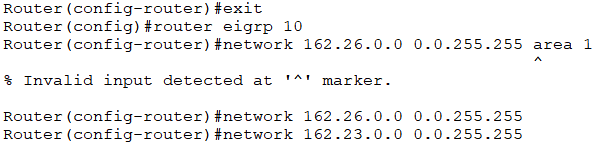 Router(config-router)#exit
Router(config)#router eigrp 10
Router(config-router)#network 162.26.0.0 0.0.255.255 area 1
^
% Invalid input detected at '^' marker.
Router(config-router)#network 162.26.0.0 0.0.255.255
Router(config-router)#network 162.23.0.0 0.0.255.255